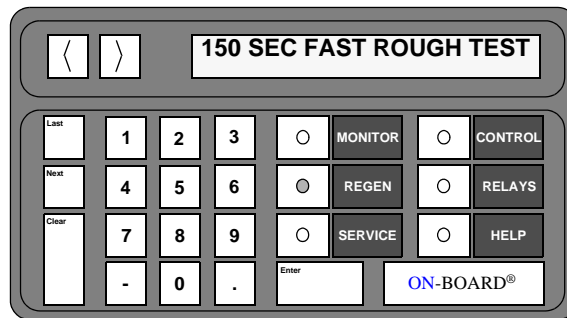 〈 〉 150 SEC FAST ROUGH TEST
Last 1 2 3 MONITOR CONTROL
Next 4 5 6 REGEN RELAYS
Clear 7 8 9 SERVICE HELP
- 0 . Enter ON-BOARD®